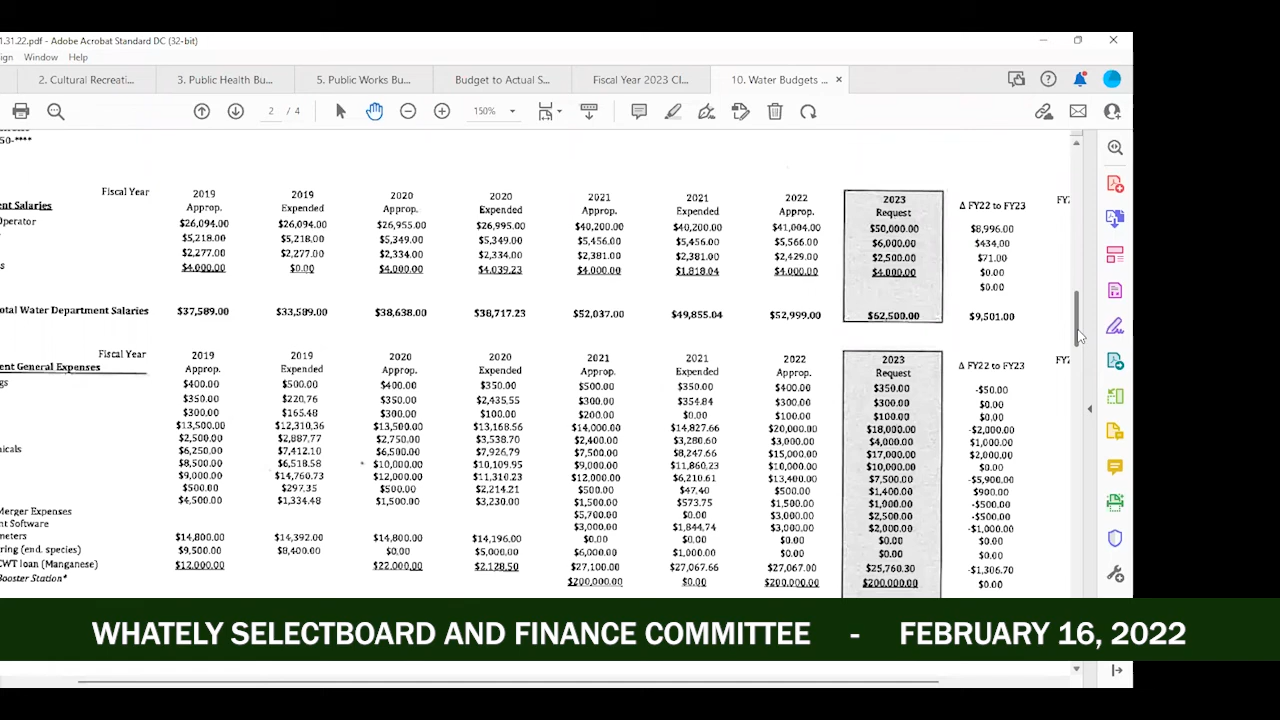 1.31.22.pdf - Adobe Acrobat Standard DC (32-bit)
ign Window Help
2. Cultural Recreati... 3. Public Health Bu... 5. Public Works Bu... Budget to Actual S... Fiscal Year 2023 Cl... 10. Water Budgets ... ×
2 / 4 150%
50-****
Fiscal Year 2019 2019 2020 2020 2021 2021 2022 2023 Δ FY22 to FY23 FY
ent Salaries Approp. Expended Approp. Expended Approp. Expended Approp. Request
Operator $26,094.00 $26,094.00 $26,955.00 $26,995.00 $40,200.00 $40,200.00 $41,004.00 $50,000.00 $8,996.00
$5,218.00 $5,218.00 $5,349.00 $5,349.00 $5,456.00 $5,456.00 $5,566.00 $6,000.00 $434.00
$2,277.00 $2,277.00 $2,334.00 $2,334.00 $2,381.00 $2,381.00 $2,429.00 $2,500.00 $71.00
s $4,000.00 $0.00 $4,000.00 $4,039.23 $4,000.00 $1,818.04 $4,000.00 $4,000.00 $0.00
$0.00
otal Water Department Salaries $37,589.00 $33,589.00 $38,638.00 $38,717.23 $52,037.00 $49,855.04 $52,999.00 $62,500.00 $9,501.00
Fiscal Year 2019 2019 2020 2020 2021 2021 2022 2023 Δ FY22 to FY23 FY
ent General Expenses Approp. Expended Approp. Expended Approp. Expended Approp. Request
gs $400.00 $500.00 $400.00 $350.00 $500.00 $350.00 $400.00 $350.00 -$50.00
$350.00 $220.76 $350.00 $2,435.55 $300.00 $354.84 $300.00 $300.00 $0.00
$300.00 $165.48 $300.00 $100.00 $200.00 $0.00 $100.00 $100.00 $0.00
$13,500.00 $12,310.36 $13,500.00 $13,168.56 $14,000.00 $14,827.66 $20,000.00 $18,000.00 -$2,000.00
$2,500.00 $2,887.77 $2,750.00 $3,538.70 $2,400.00 $3,280.60 $3,000.00 $4,000.00 $1,000.00
nicals $6,250.00 $7,412.10 $6,500.00 $7,926.79 $7,500.00 $8,247.66 $15,000.00 $17,000.00 $2,000.00
$8,500.00 $6,518.58 * $10,000.00 $10,109.95 $9,000.00 $11,860.23 $10,000.00 $10,000.00 $0.00
$9,000.00 $14,760.73 $12,000.00 $11,310.23 $12,000.00 $6,210.61 $13,400.00 $7,500.00 -$5,900.00
$500.00 $297.35 $500.00 $2,214.21 $500.00 $47.40 $500.00 $1,400.00 $900.00
$4,500.00 $1,334.48 $1,500.00 $3,230.00 $1,500.00 $573.75 $1,500.00 $1,000.00 -$500.00
Merger Expenses $5,700.00 $0.00 $3,000.00 $2,500.00 -$500.00
nt Software $3,000.00 $1,844.74 $3,000.00 $2,000.00 -$1,000.00
meters $14,800.00 $14,392.00 $14,800.00 $14,196.00 $0.00 $0.00 $0.00 $0.00 $0.00
ring (end. species) $9,500.00 $8,400.00 $0.00 $5,000.00 $6,000.00 $1,000.00 $0.00 $0.00 $0.00
CWT loan (Manganese) $12,000.00 $22,000.00 $2,128.50 $27,100.00 $27,067.66 $27,067.00 $25,760.30 -$1,306.70
Booster Station* $200,000.00 $0.00 $200,000.00 $200,000.00 $0.00
WHATELY SELECTBOARD AND FINANCE COMMITTEE - FEBRUARY 16, 2022